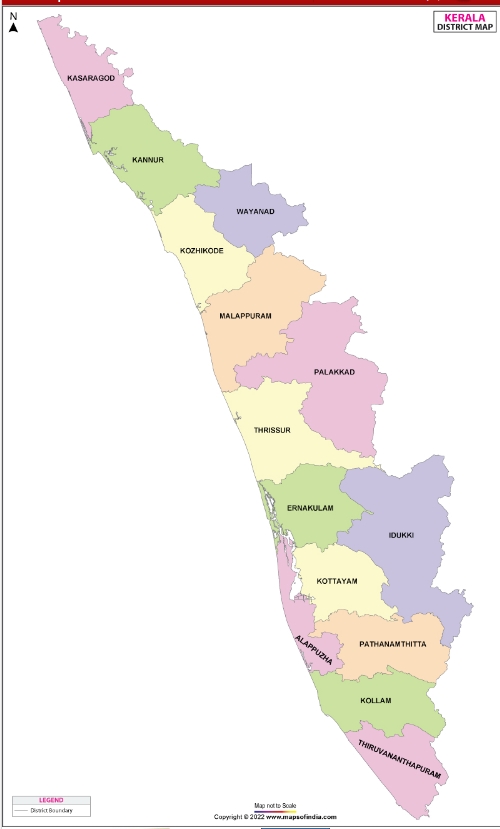 N
KERALA
DISTRICT MAP
KASARAGOD
KANNUR
WAYANAD
KOZHIKODE
MALAPPURAM
PALAKKAD
THRISSUR
ERNAKULAM
IDUKKI
KOTTAYAM
ALAPPUZHA
PATHANAMTHITTA
KOLLAM
THIRUVANANTHAPURAM
LEGEND
District Boundary
Map not to Scale
Copyright © 2022 www.mapsofindia.com